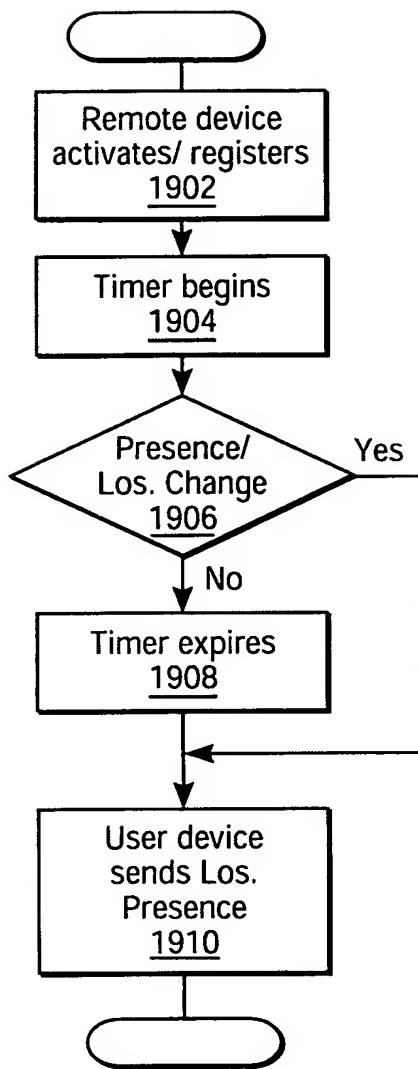 Remote device
activates/ registers
1902
Timer begins
1904
Presence/
Los. Change
1906
Yes
No
Timer expires
1908
User device
sends Los.
Presence
1910